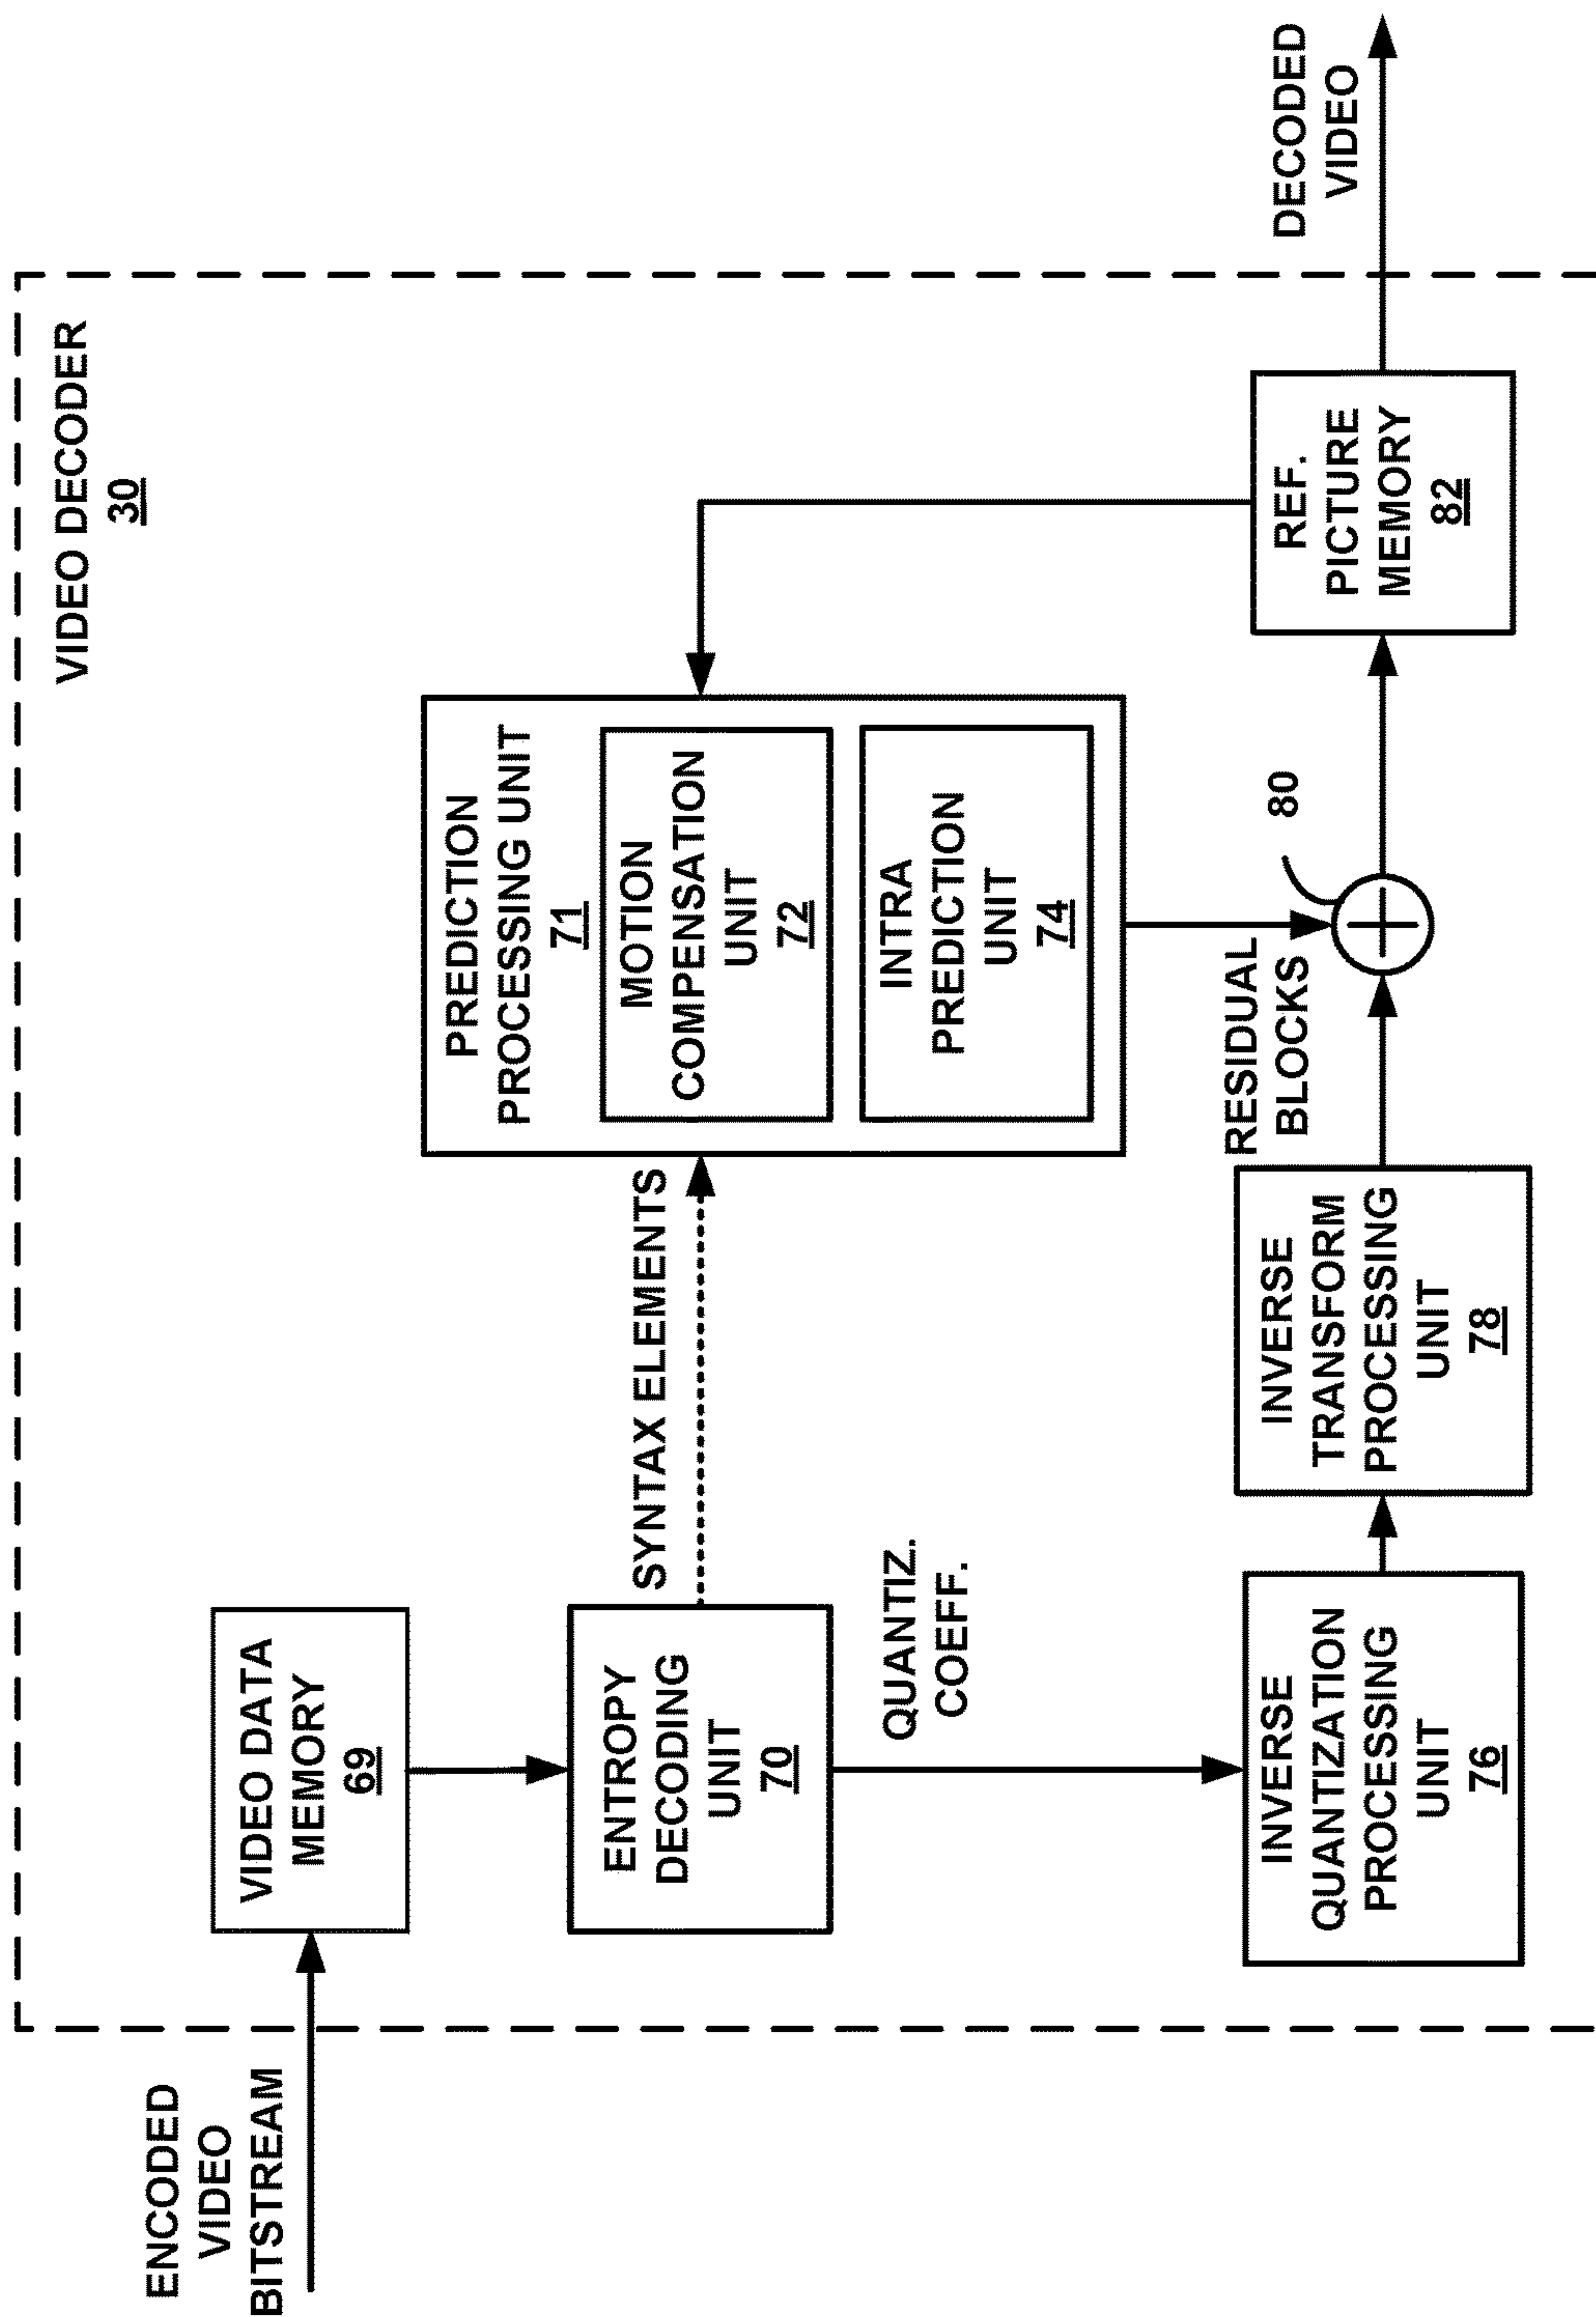 VIDEO DECODER
30
ENCODED
VIDEO
BITSTREAM
VIDEO DATA
MEMORY
69
ENTROPY
DECODING
UNIT
70
SYNTAX ELEMENTS
PREDICTION
PROCESSING UNIT
71
MOTION
COMPENSATION
UNIT
72
INTRA
PREDICTION
UNIT
74
QUANTIZ.
COEFF.
INVERSE
QUANTIZATION
PROCESSING
UNIT
76
INVERSE
TRANSFORM
PROCESSING
UNIT
78
RESIDUAL
BLOCKS
80
REF.
PICTURE
MEMORY
82
DECODED
VIDEO